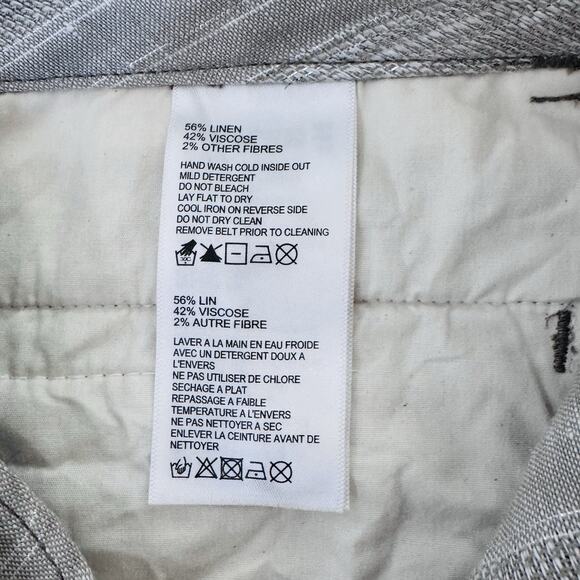 56% LINEN
42% VISCOSE
2% OTHER FIBRES
HAND WASH COLD INSIDE OUT
MILD DETERGENT
DO NOT BLEACH
LAY FLAT TO DRY
COOL IRON ON REVERSE SIDE
DO NOT DRY CLEAN
REMOVE BELT PRIOR TO CLEANING
30C
56% LIN
42% VISCOSE
2% AUTRE FIBRE
LAVER A LA MAIN EN EAU FROIDE
AVEC UN DETERGENT DOUX A
L'ENVERS
NE PAS UTILISER DE CHLORE
SECHAGE A PLAT
REPASSAGE A FAIBLE
TEMPERATURE A L'ENVERS
NE PAS NETTOYER A SEC
ENLEVER LA CEINTURE AVANT DE
NETTOYER